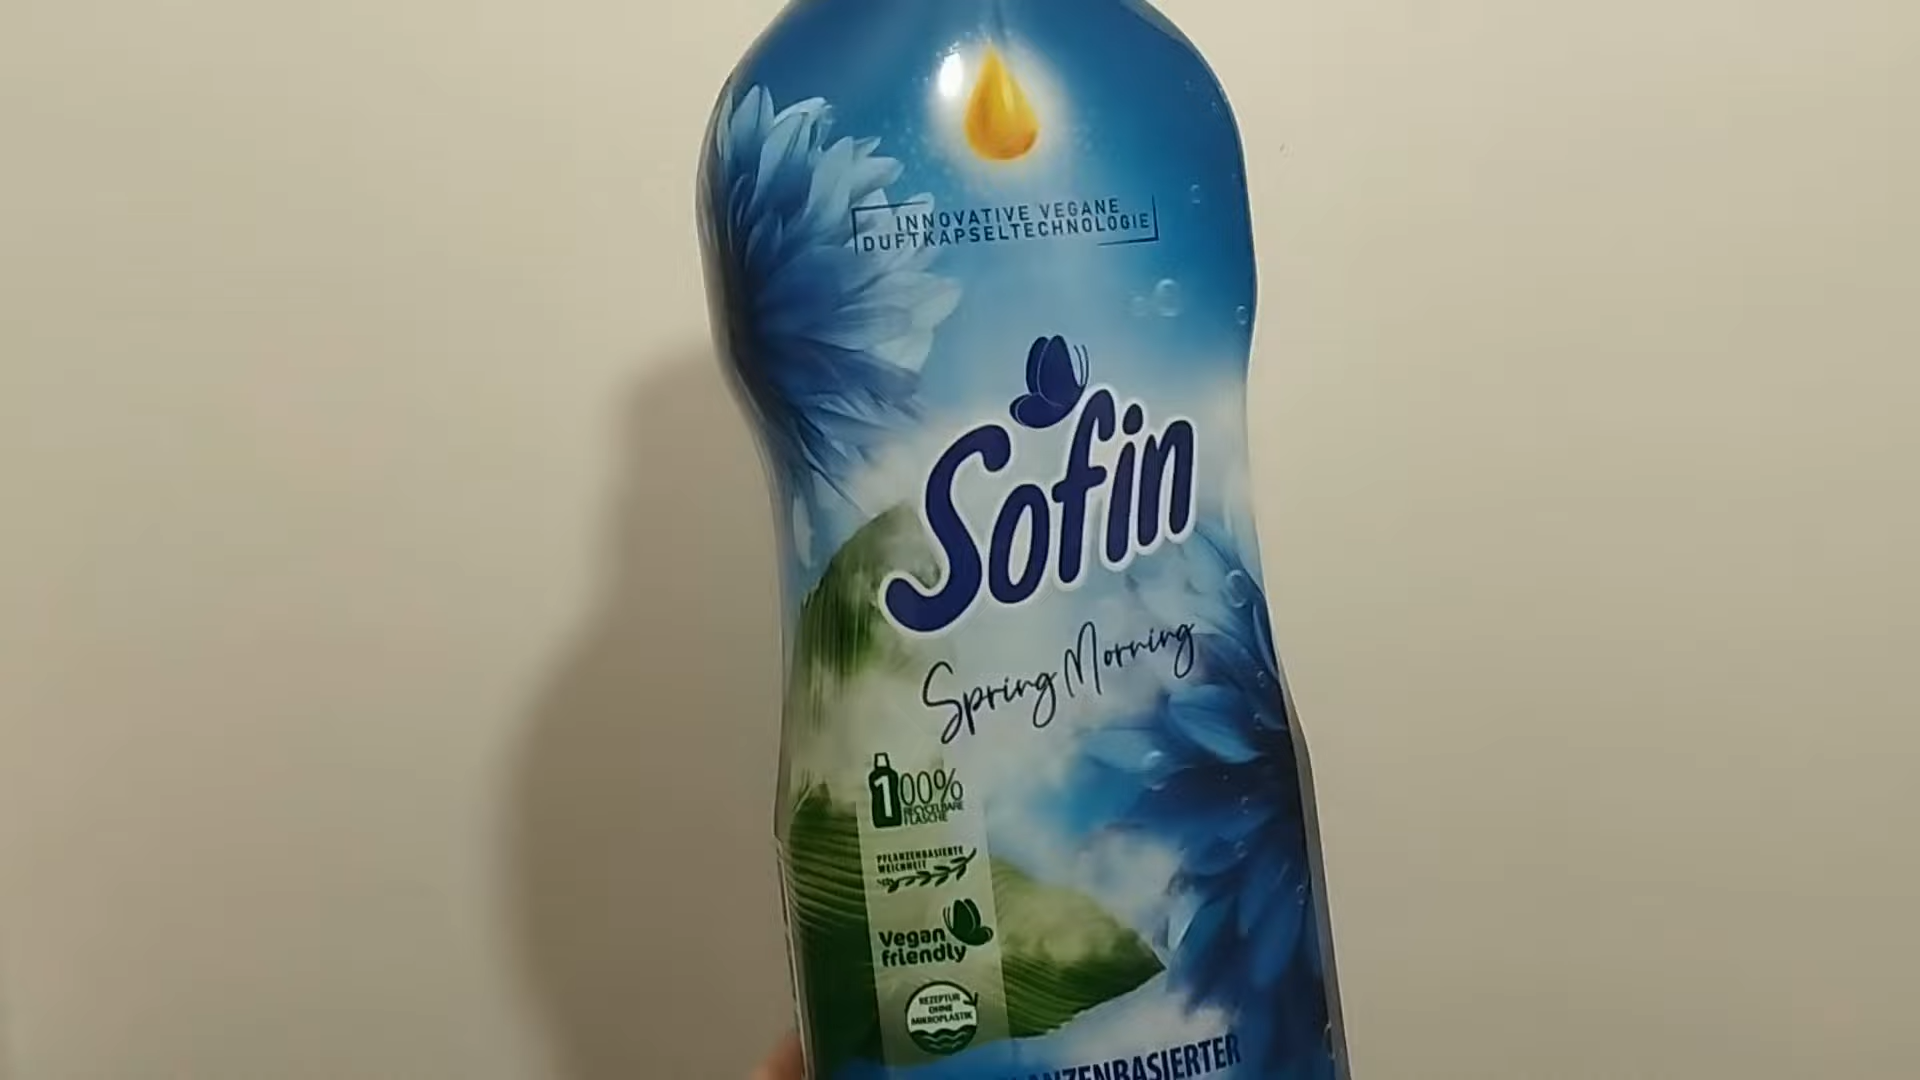 INNOVATIVE VEGANE
DUFTKAPSELTECHNOLOGIE
Sofin
Spring Morning
100%
RECYCELBARE
FLASCHE
PFLANZENBASIERTE
WEICHHEIT
Vegan
friendly
REZEPTUR
OHNE
MIKROPLASTIK